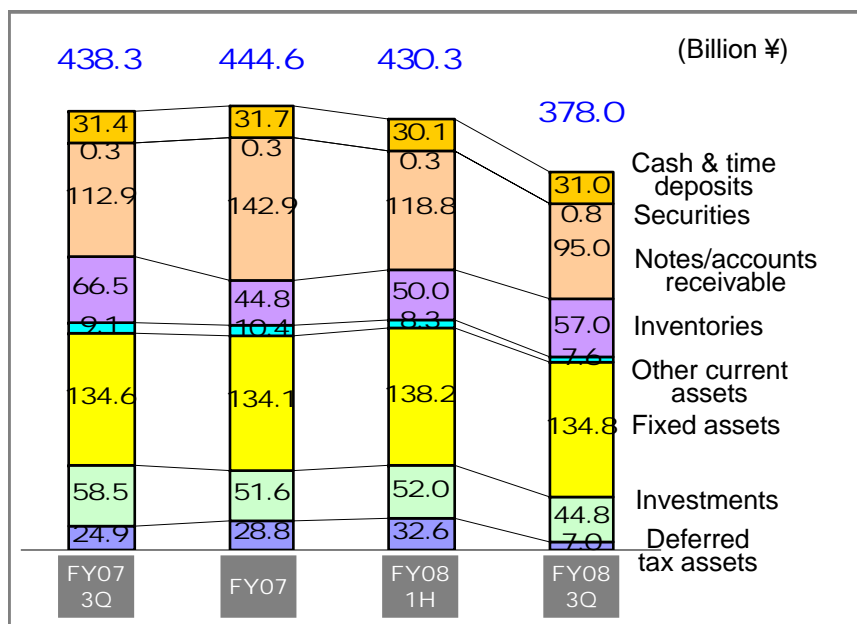 438.3 444.6 430.3 (Billion ¥)
378.0
31.4 31.7 30.1 31.0 Cash & time
deposits
0.3 0.3 0.3 0.8 Securities
112.9 142.9 118.8 95.0 Notes/accounts
receivable
66.5 44.8 50.0 57.0 Inventories
9.1 10.4 8.3 7.6 Other current
assets
134.6 134.1 138.2 134.8 Fixed assets
58.5 51.6 52.0 44.8 Investments
24.9 28.8 32.6 7.0 Deferred
tax assets
FY07 FY07 FY08 FY08
3Q 1H 3Q